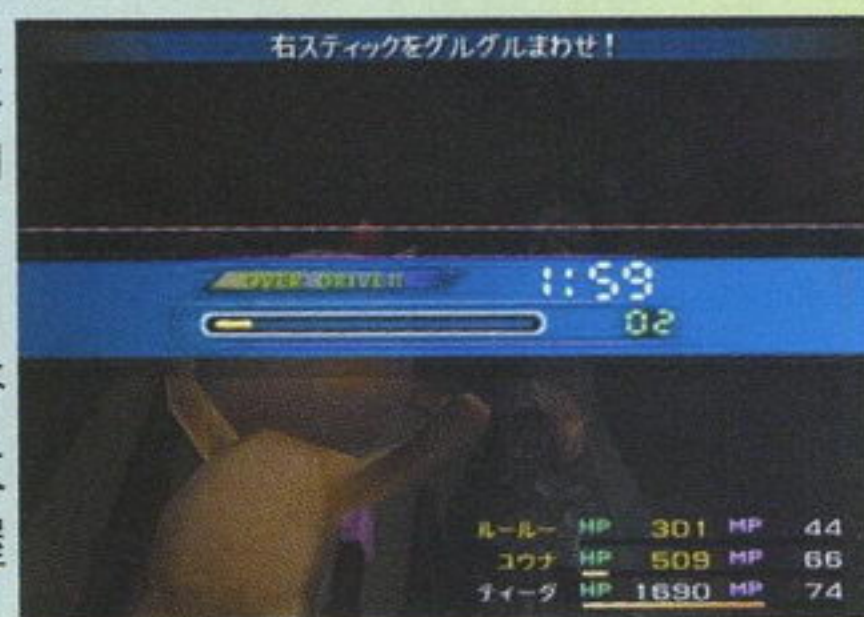 右スティックをグルグルまわせ！
OVER DRIVE!!
1:59
02
ルールー HP 301 MP 44
ユウナ HP 509 MP 66
ティーダ HP 1690 MP 74